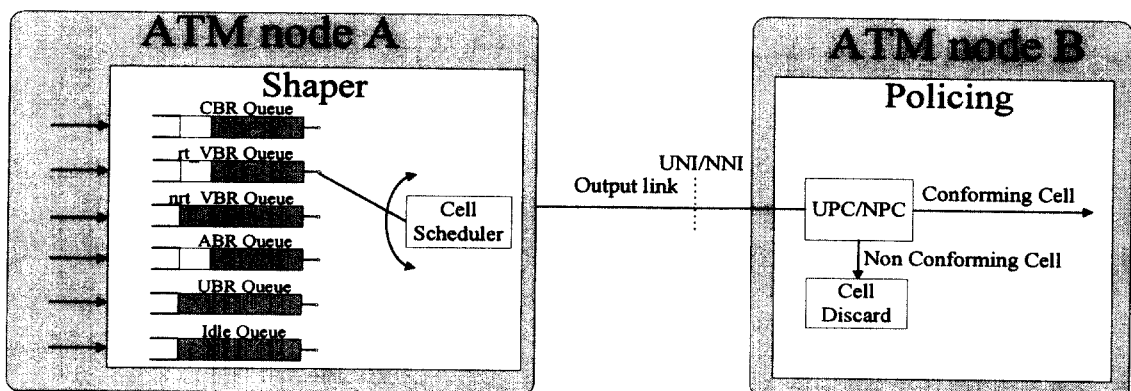 ATM node A
Shaper
CBR Queue
rt_VBR Queue
nrt_VBR Queue
ABR Queue
UBR Queue
Idle Queue
Cell
Scheduler
Output link
UNI/NNI
ATM node B
Policing
UPC/NPC
Conforming Cell
Non Conforming Cell
Cell
Discard